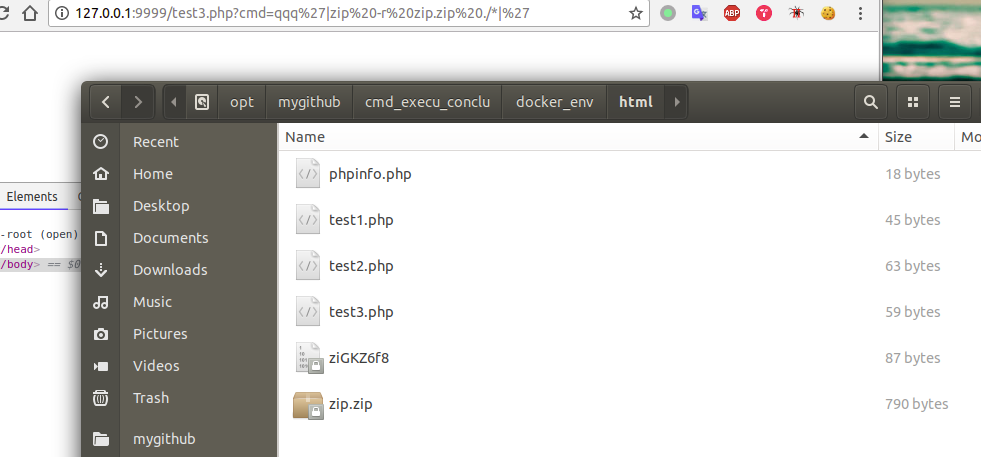 127.0.0.1:9999/test3.php?cmd=qqq%27|zip%20-r%20zip.zip%20./*|%27
ABP
opt mygithub cmd_execu_conclu docker_env html
Name Size Mo
Recent
Home
Desktop
Documents
Downloads
Music
Pictures
Videos
Trash
mygithub
phpinfo.php 18 bytes
test1.php 45 bytes
test2.php 63 bytes
test3.php 59 bytes
ziGKZ6f8 87 bytes
zip.zip 790 bytes
Elements
-root (open)
/head>
/body> == $0